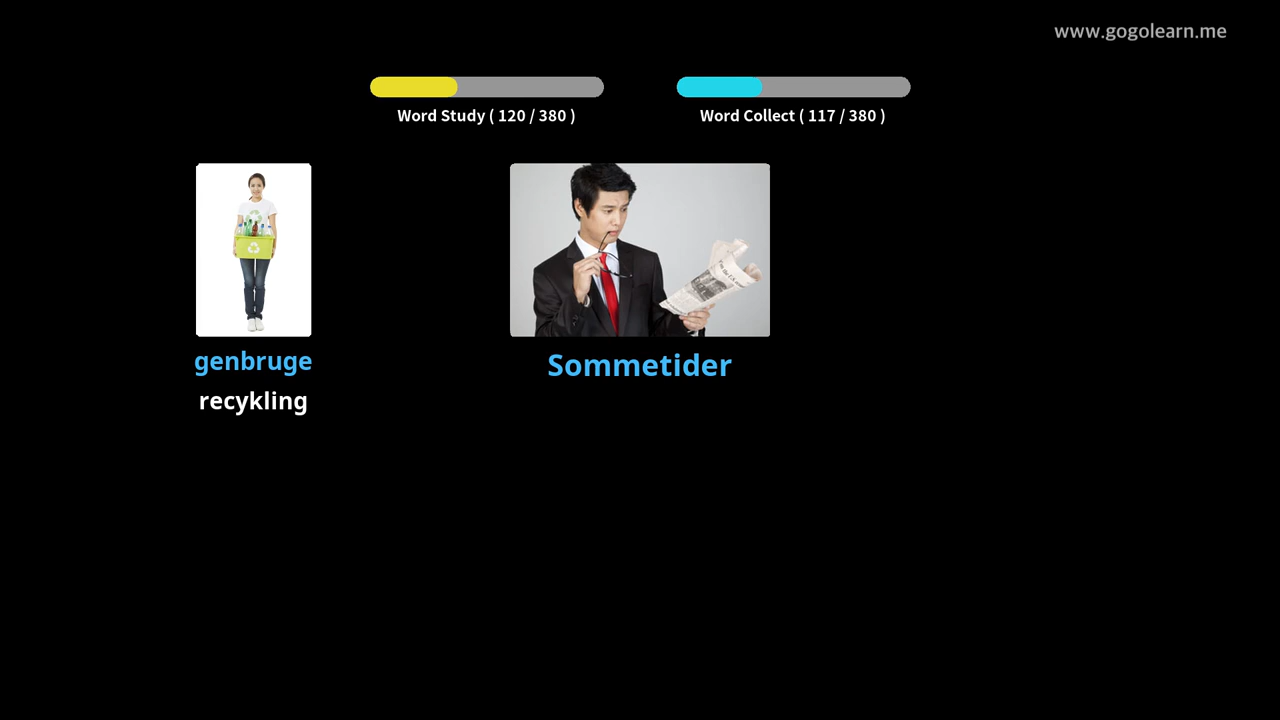 www.gogolearn.me
Word Study ( 120 / 380 )
Word Collect ( 117 / 380 )
genbruge
recykling
Sommetider